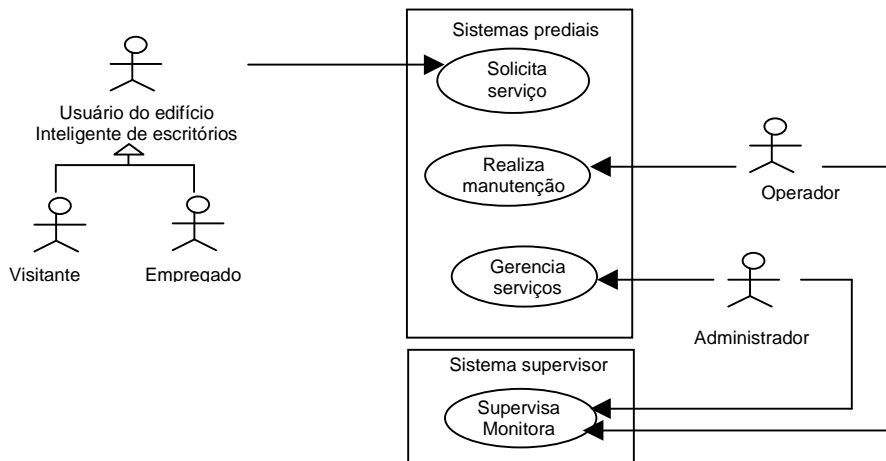 Sistemas prediais
Solicita
serviço
Usuário do edifício
Inteligente de escritórios
Realiza
manutenção
Operador
Visitante
Empregado
Gerencia
serviços
Administrador
Sistema supervisor
Supervisa
Monitora